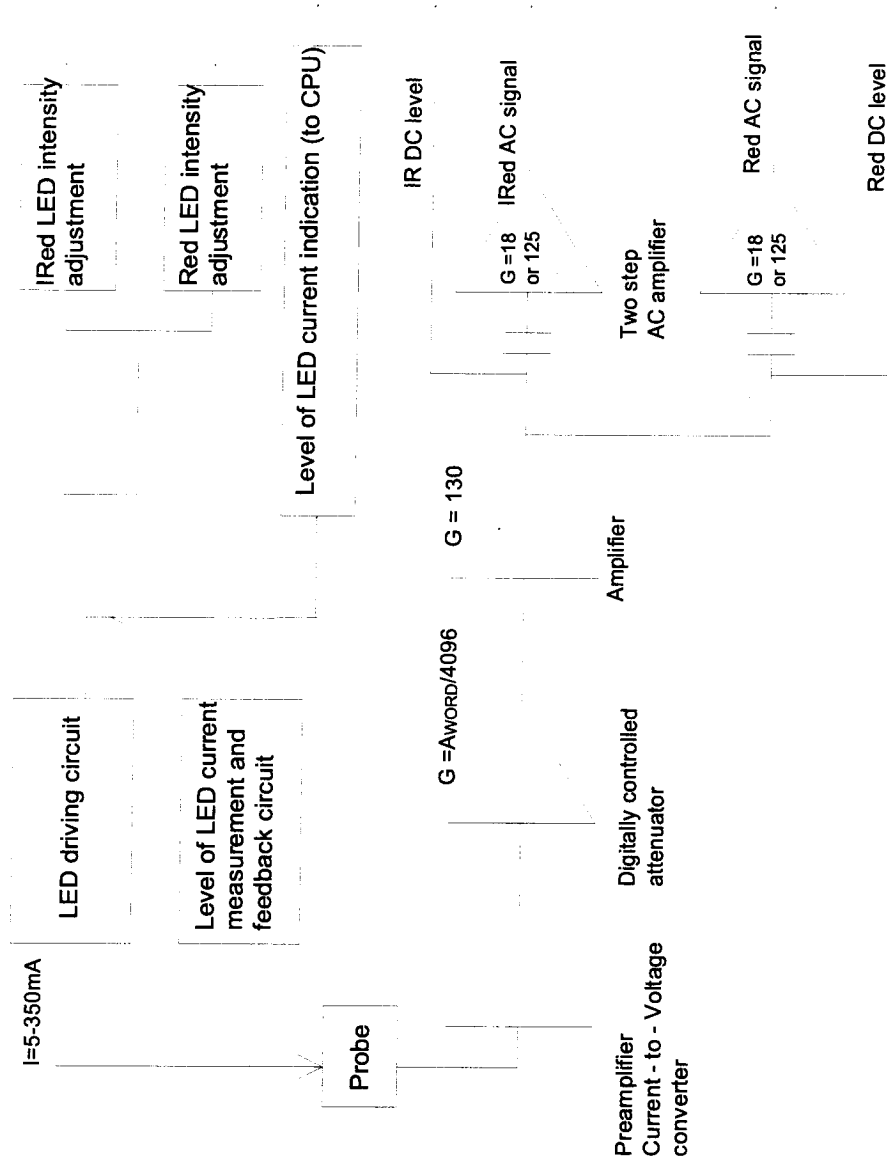 I=5-350mA
LED driving circuit
IRed LED intensity
adjustment
Level of LED current
measurement and
feedback circuit
Red LED intensity
adjustment
Level of LED current indication (to CPU)
Probe
IR DC level
G =AWORD/4096
G = 130
G =18
or 125
IRed AC signal
Preamplifier
Current - to - Voltage
converter
Digitally controlled
attenuator
Amplifier
Two step
AC amplifier
G =18
or 125
Red AC signal
Red DC level